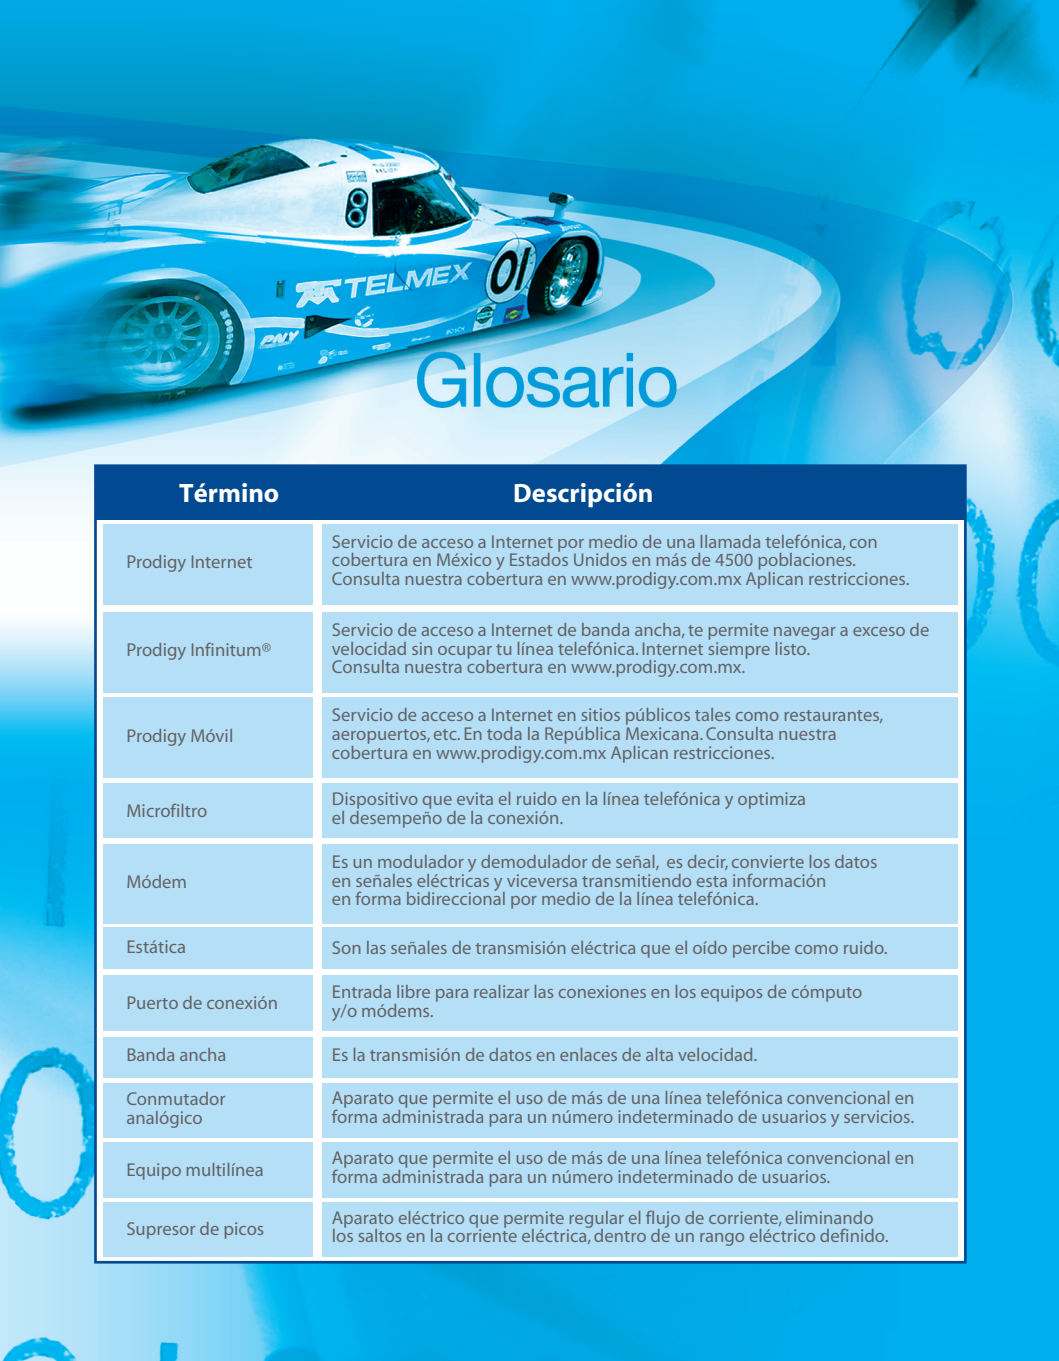 TELMEX
01
PNY
BOSCH
Glosario
Término
Descripción
Prodigy Internet
Servicio de acceso a Internet por medio de una llamada telefónica, con
cobertura en México y Estados Unidos en más de 4500 poblaciones.
Consulta nuestra cobertura en www.prodigy.com.mx Aplican restricciones.
Prodigy Infinitum®
Servicio de acceso a Internet de banda ancha, te permite navegar a exceso de
velocidad sin ocupar tu línea telefónica. Internet siempre listo.
Consulta nuestra cobertura en www.prodigy.com.mx.
Prodigy Móvil
Servicio de acceso a Internet en sitios públicos tales como restaurantes,
aeropuertos, etc. En toda la República Mexicana. Consulta nuestra
cobertura en www.prodigy.com.mx Aplican restricciones.
Microfiltro
Dispositivo que evita el ruido en la línea telefónica y optimiza
el desempeño de la conexión.
Módem
Es un modulador y demodulador de señal,  es decir, convierte los datos
en señales eléctricas y viceversa transmitiendo esta información
en forma bidireccional por medio de la línea telefónica.
Estática
Son las señales de transmisión eléctrica que el oído percibe como ruido.
Puerto de conexión
Entrada libre para realizar las conexiones en los equipos de cómputo
y/o módems.
Banda ancha
Es la transmisión de datos en enlaces de alta velocidad.
Conmutador
analógico
Aparato que permite el uso de más de una línea telefónica convencional en
forma administrada para un número indeterminado de usuarios y servicios.
Equipo multilínea
Aparato que permite el uso de más de una línea telefónica convencional en
forma administrada para un número indeterminado de usuarios.
Supresor de picos
Aparato eléctrico que permite regular el flujo de corriente, eliminando
los saltos en la corriente eléctrica, dentro de un rango eléctrico definido.